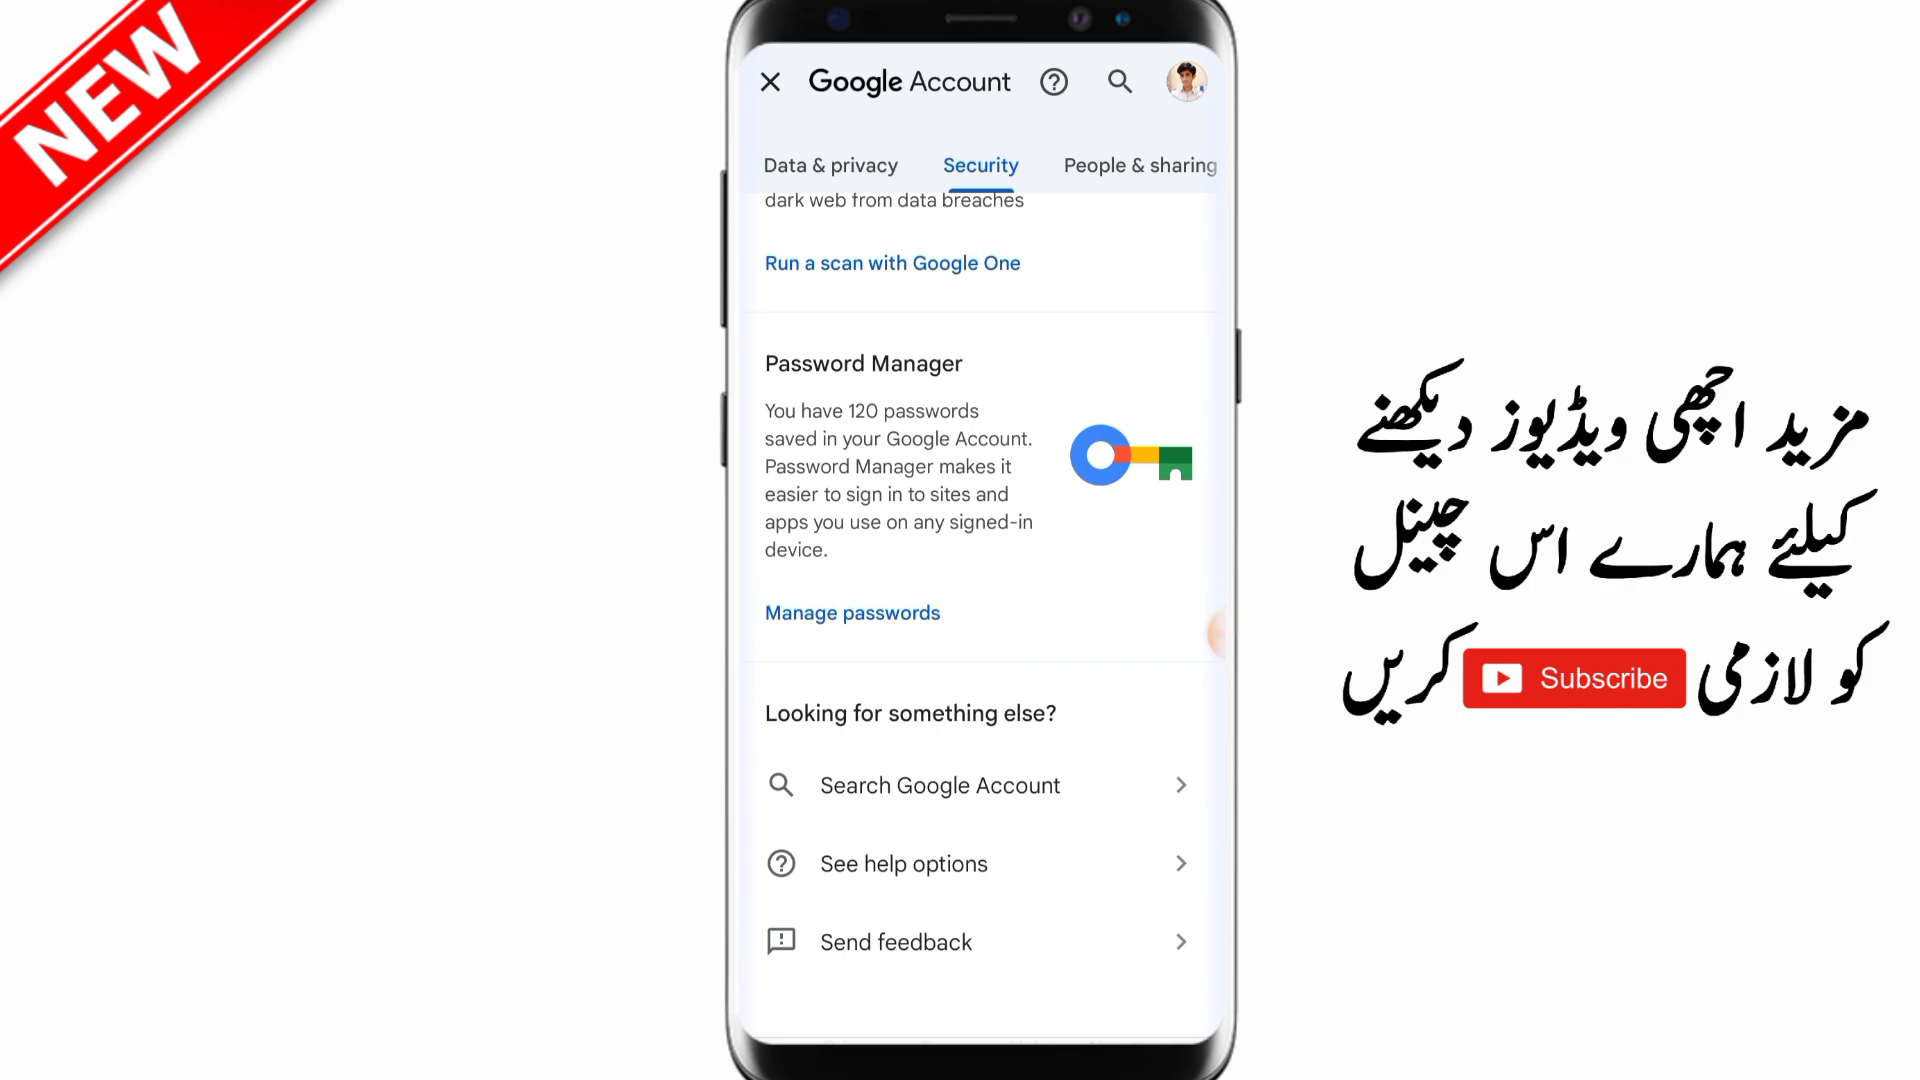 NEW
Google Account
Data & privacy Security People & sharing
dark web from data breaches
Run a scan with Google One
Password Manager
You have 120 passwords
saved in your Google Account.
Password Manager makes it
easier to sign in to sites and
apps you use on any signed-in
device.
Manage passwords
Looking for something else?
Search Google Account
See help options
Send feedback
مزید اچھی ویڈیوز دیکھنے
کیلئے ہمارے اس چینل
کو لازمی Subscribe کریں